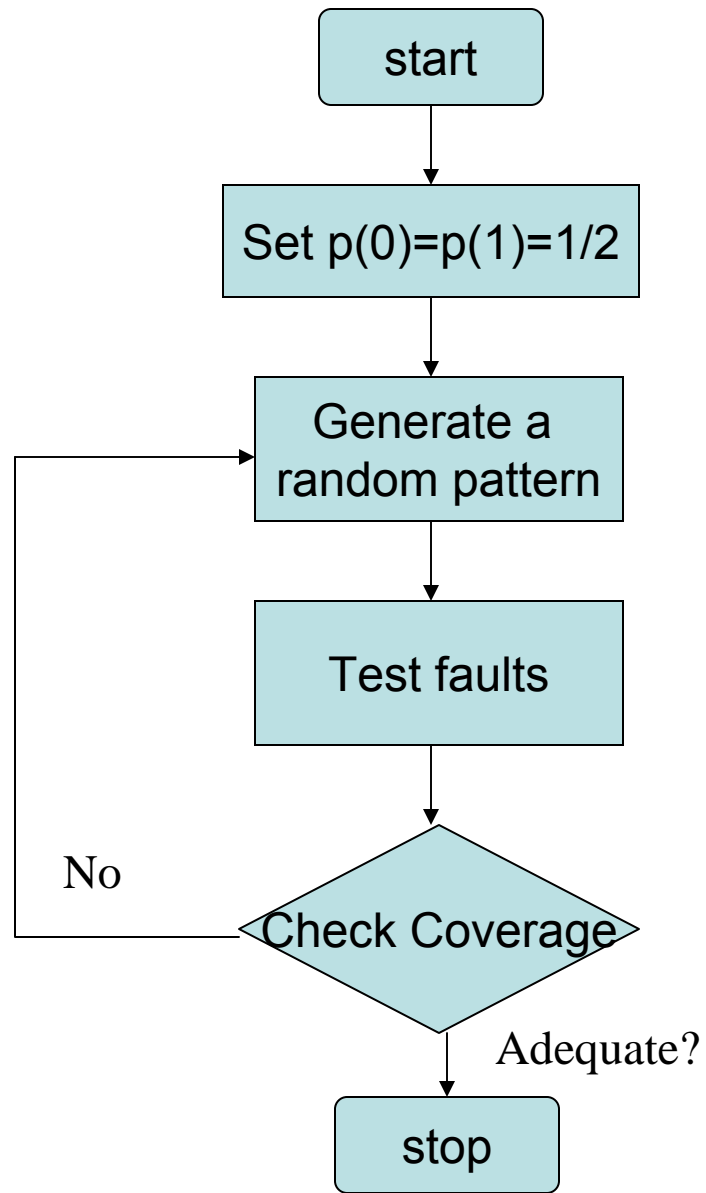 start
Set p(0)=p(1)=1/2
Generate a
random pattern
Test faults
No
Check Coverage
Adequate?
stop